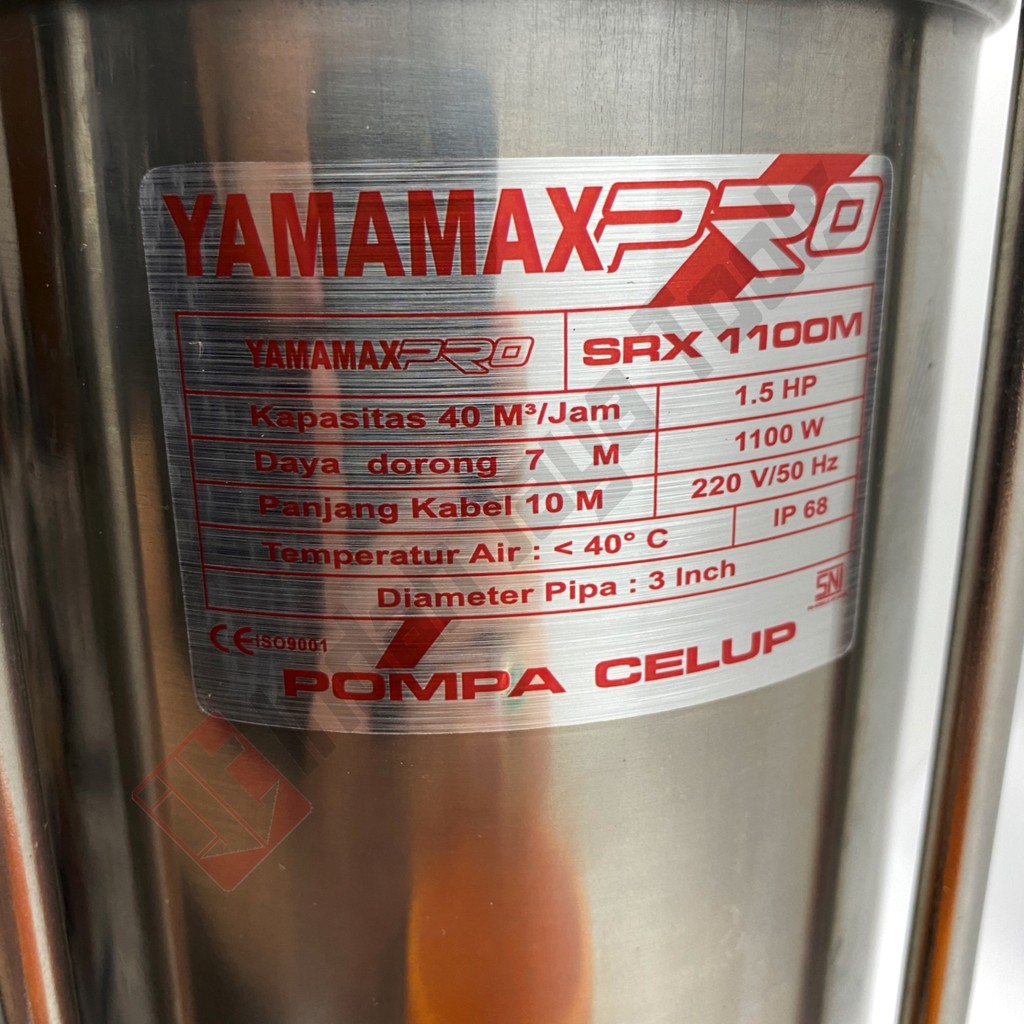 YAMAMAXPRO
YAMAMAXPRO SRX 1100M
Kapasitas 40 M³/Jam 1.5 HP
Daya dorong 7 M 1100 W
Panjang Kabel 10 M 220 V/50 Hz
Temperatur Air : < 40° C IP 68
Diameter Pipa : 3 Inch
SNI
CE ISO9001
POMPA CELUP